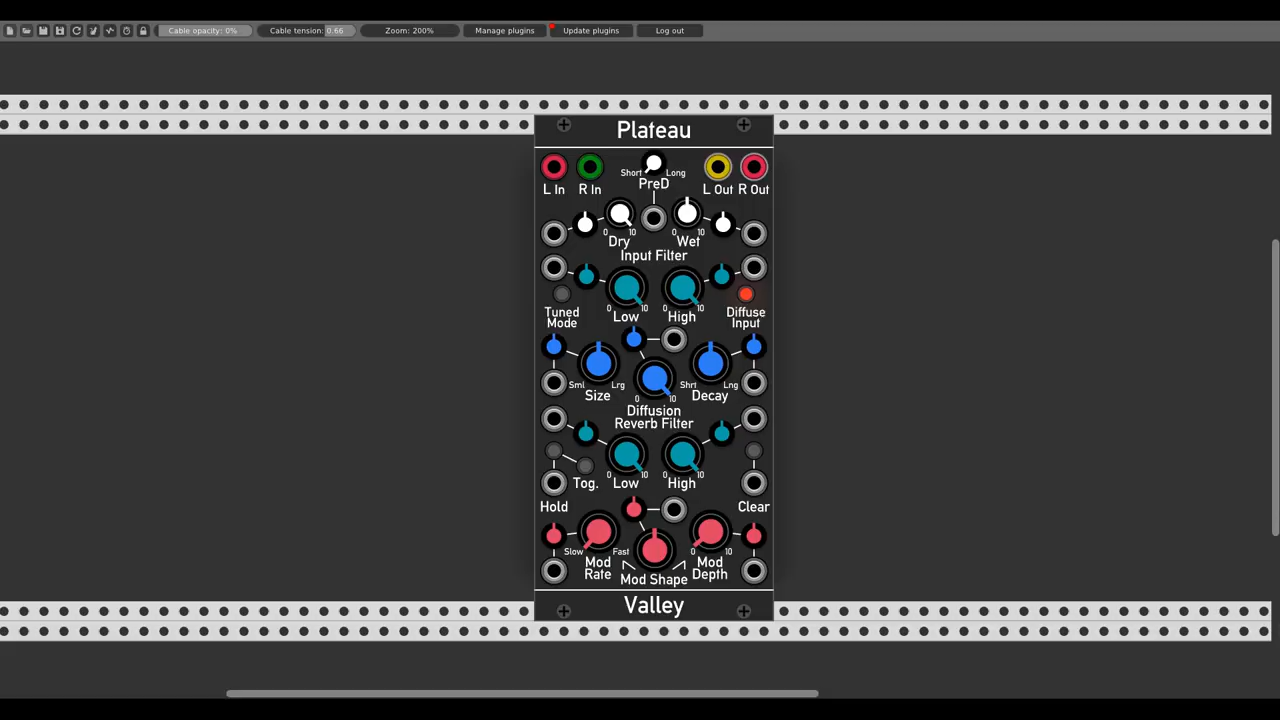 Cable opacity: 0% Cable tension: 0.66 Zoom: 200% Manage plugins Update plugins Log out
Plateau
Short Long
L In R In PreD L Out R Out
0 10 0 10
Dry Wet
Input Filter
0 10 0 10
Low High
Tuned Mode
Diffuse Input
Sml Lrg Shrt Lng
Size Decay
0 10
Diffusion
Reverb Filter
0 10 0 10
Tog. Low High
Hold Clear
Slow Fast 0 10
Mod Rate
Mod Depth
Mod Shape
Valley